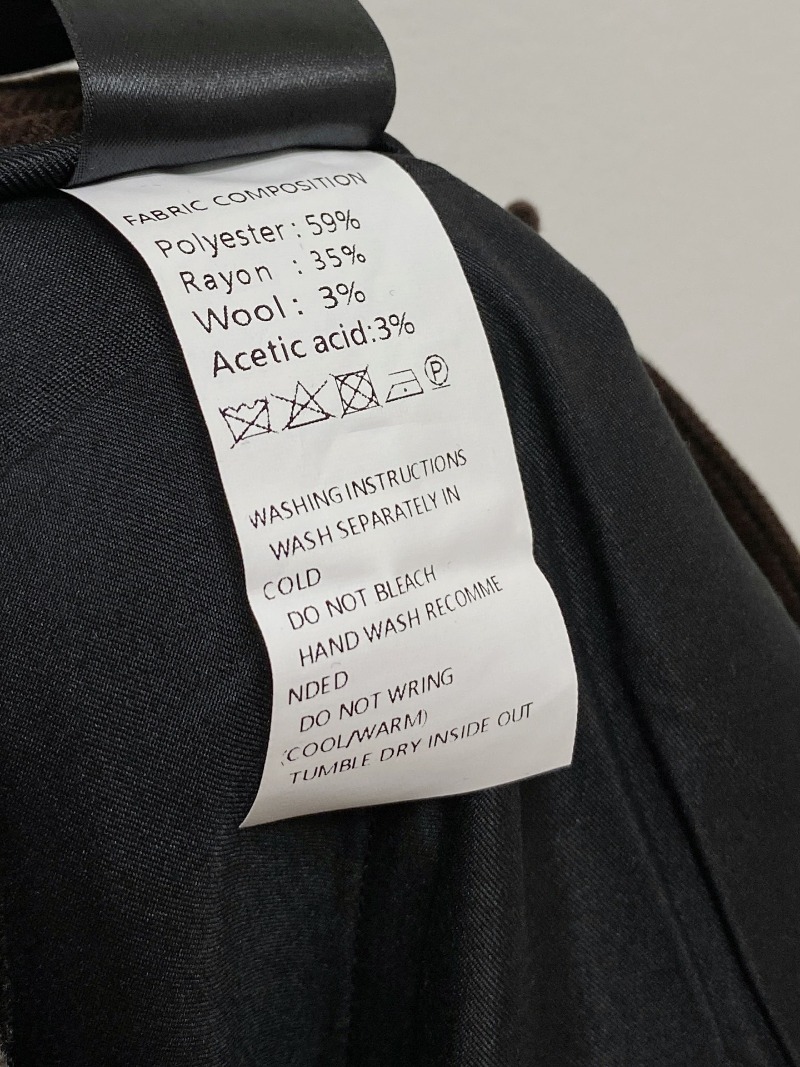 FABRIC COMPOSITION
Polyester: 59%
Rayon : 35%
Wool: 3%
Acetic acid:3%
P
WASHING INSTRUCTIONS
WASH SEPARATELY IN
COLD
DO NOT BLEACH
HAND WASH RECOMME
NDED
DO NOT WRING
(COOL/WARM)
TUMBLE DRY INSIDE OUT